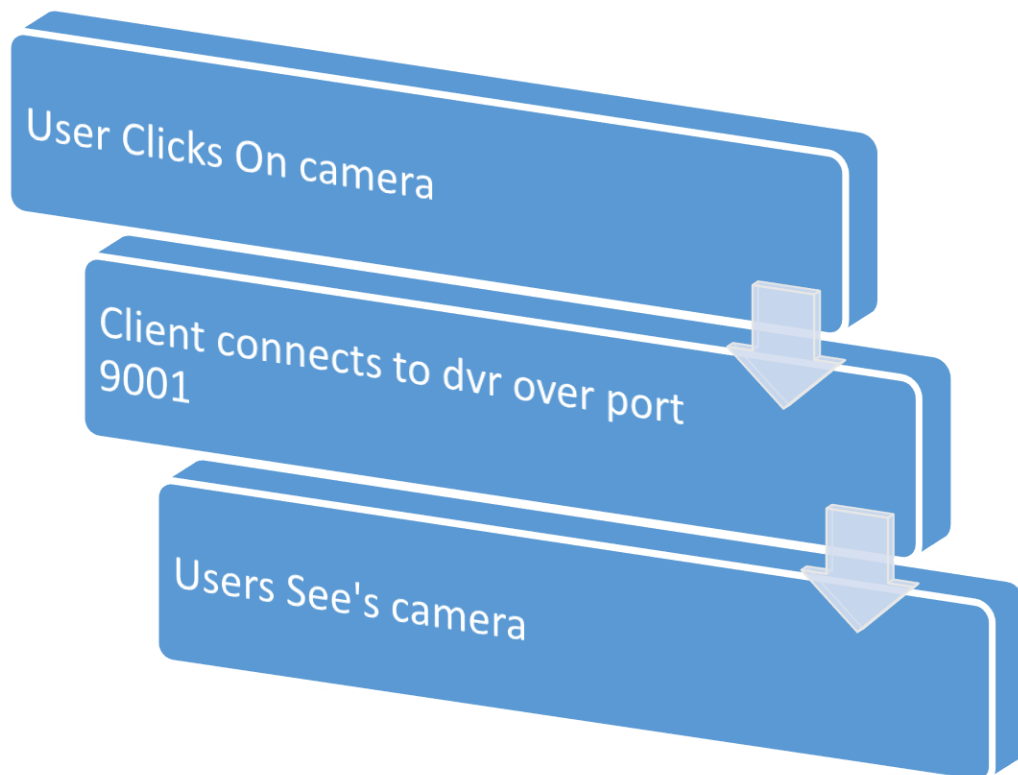 User Clicks On camera
Client connects to dvr over port
9001
Users See's camera